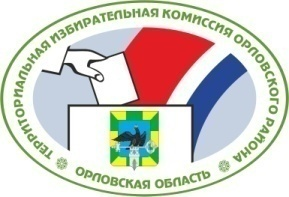 ТЕРРИТОРИАЛЬНАЯ ИЗБИРАТЕЛЬНАЯ КОМИССИЯ ОРЛОВСКОГО РАЙОНА
ОРЛОВСКАЯ ОБЛАСТЬ